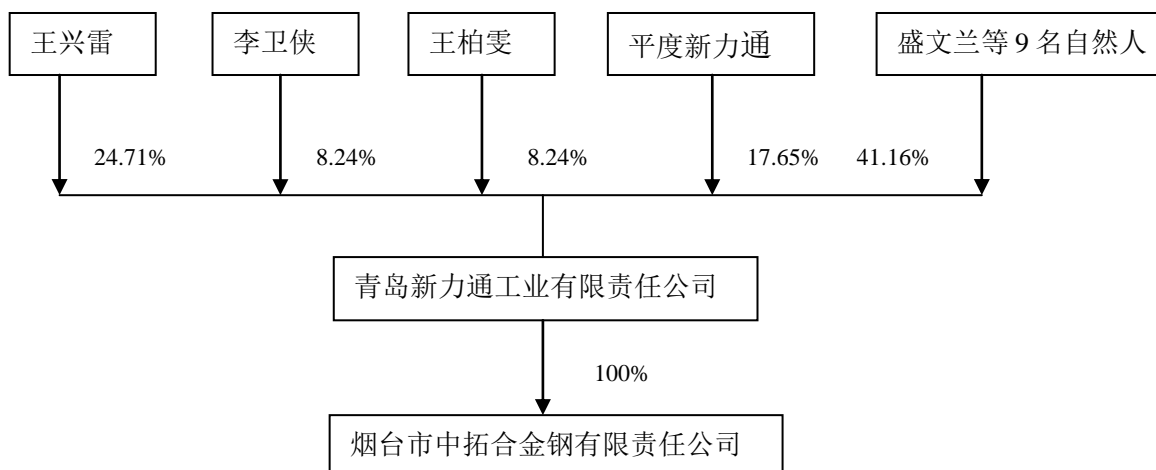 王兴雷
李卫侠
王柏雯
平度新力通
盛文兰等 9 名自然人
24.71%
8.24%
8.24%
17.65%
41.16%
青岛新力通工业有限责任公司
100%
烟台市中拓合金钢有限责任公司